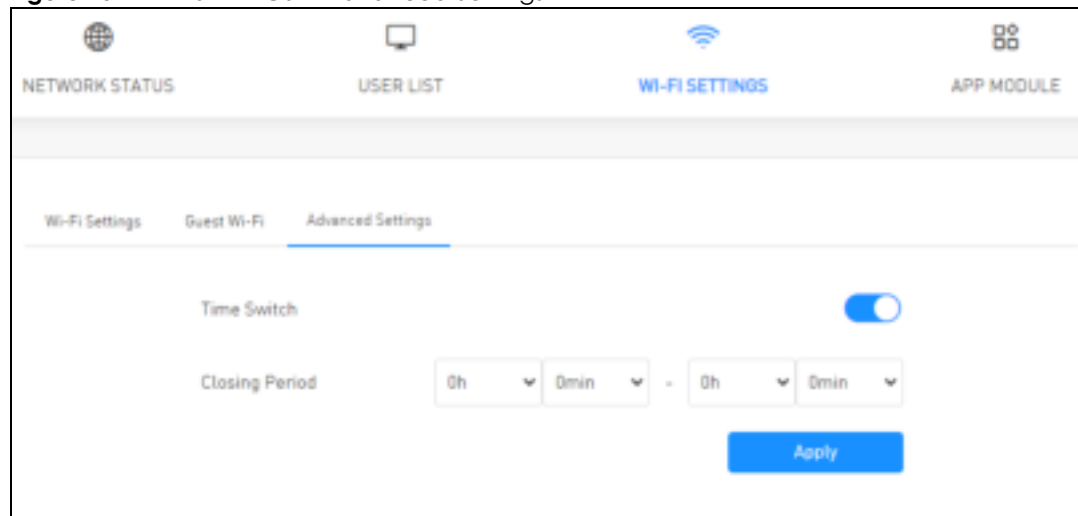 NETWORK STATUS USER LIST WI-FI SETTINGS APP MODULE
Wi-Fi Settings Guest Wi-Fi Advanced Settings
Time Switch
Closing Period 0h 0min - 0h 0min
Apply